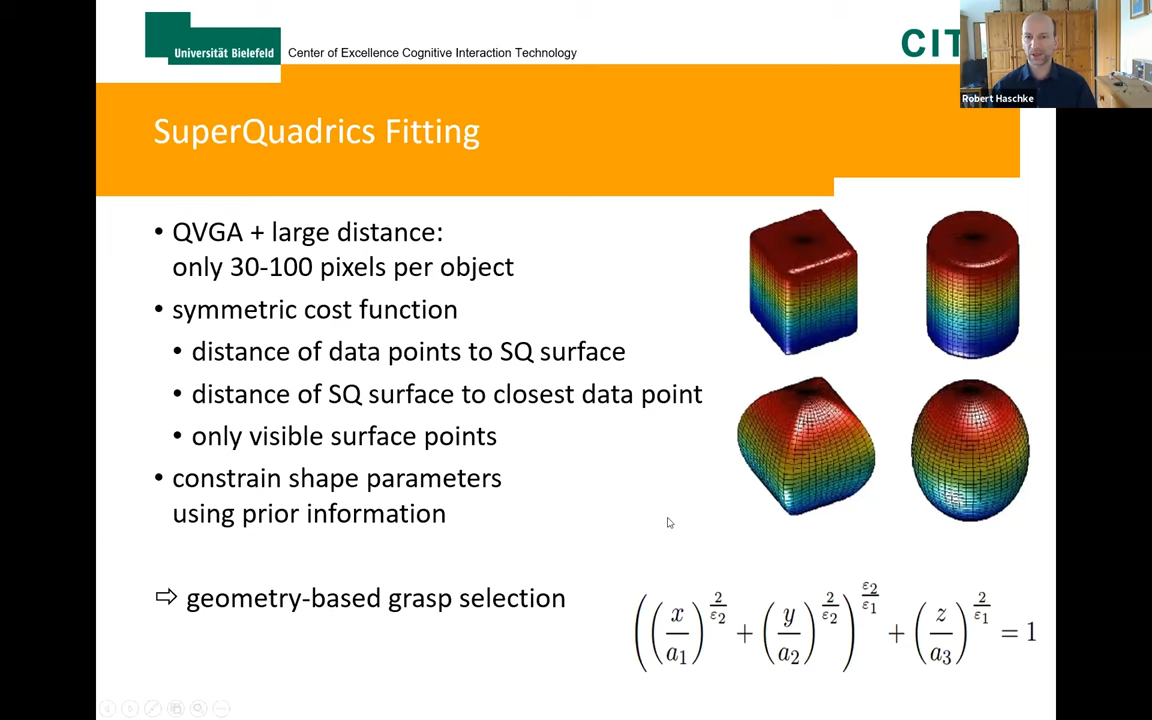 Universität Bielefeld
Center of Excellence Cognitive Interaction Technology
CIT
Robert Haschke
SuperQuadrics Fitting
• QVGA + large distance:
only 30-100 pixels per object
• symmetric cost function
• distance of data points to SQ surface
• distance of SQ surface to closest data point
• only visible surface points
• constrain shape parameters
using prior information
⇨ geometry-based grasp selection
((x/a₁)^(2/ε₂) + (y/a₂)^(2/ε₂))^(ε₂/ε₁) + (z/a₃)^(2/ε₁) = 1